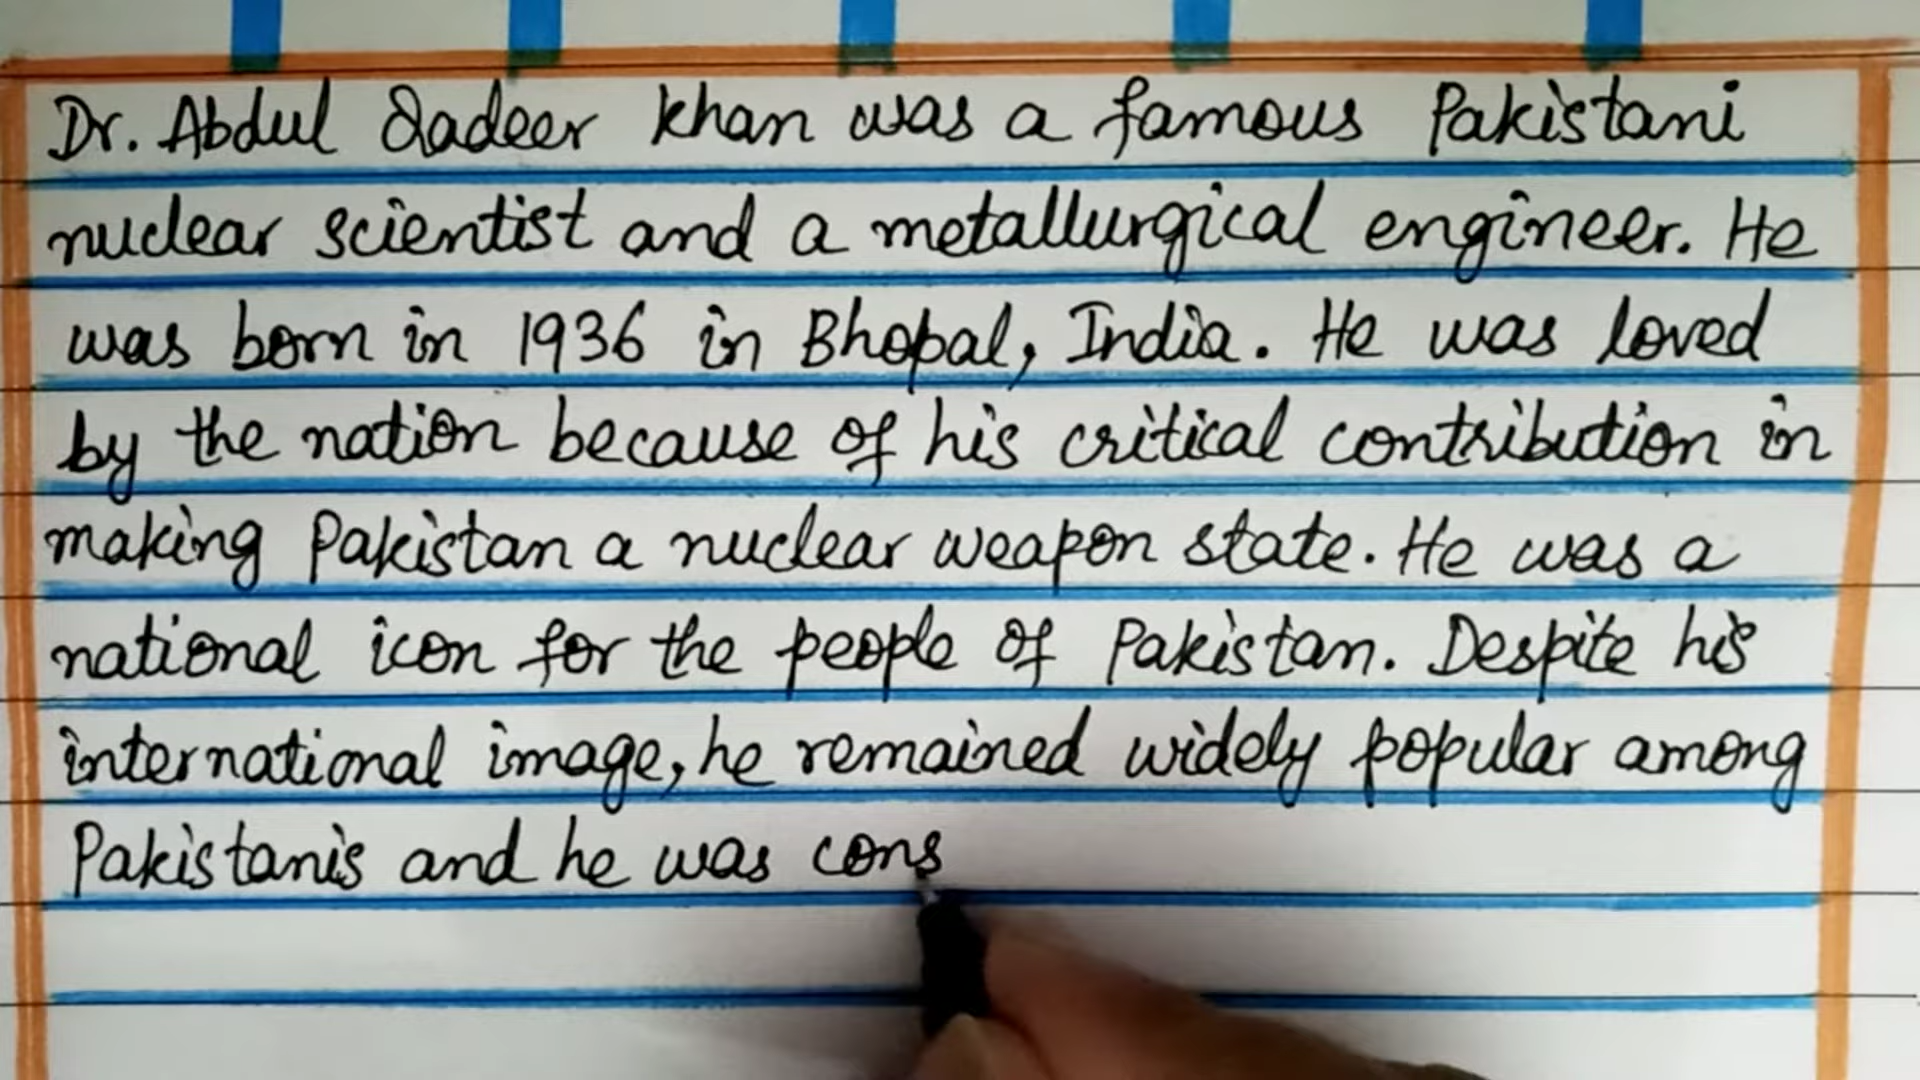 Dr. Abdul Qadeer Khan was a famous Pakistani
nuclear scientist and a metallurgical engineer. He
was born in 1936 in Bhopal, India. He was loved
by the nation because of his critical contribution in
making Pakistan a nuclear weapon state. He was a
national icon for the people of Pakistan. Despite his
international image, he remained widely popular among
Pakistanis and he was cons